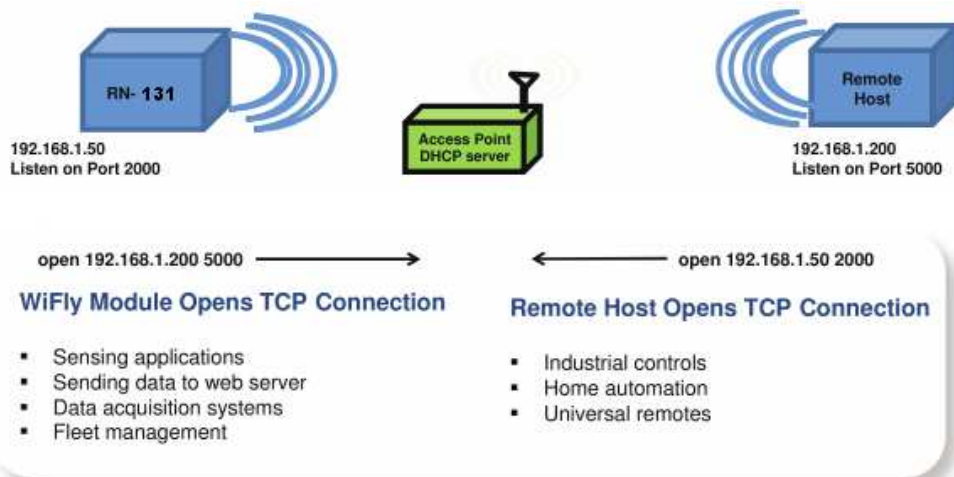 RN- 131
192.168.1.50
Listen on Port 2000
Access Point
DHCP server
Remote
Host
192.168.1.200
Listen on Port 5000
open 192.168.1.200 5000
WiFly Module Opens TCP Connection
▪ Sensing applications
▪ Sending data to web server
▪ Data acquisition systems
▪ Fleet management
open 192.168.1.50 2000
Remote Host Opens TCP Connection
▪ Industrial controls
▪ Home automation
▪ Universal remotes